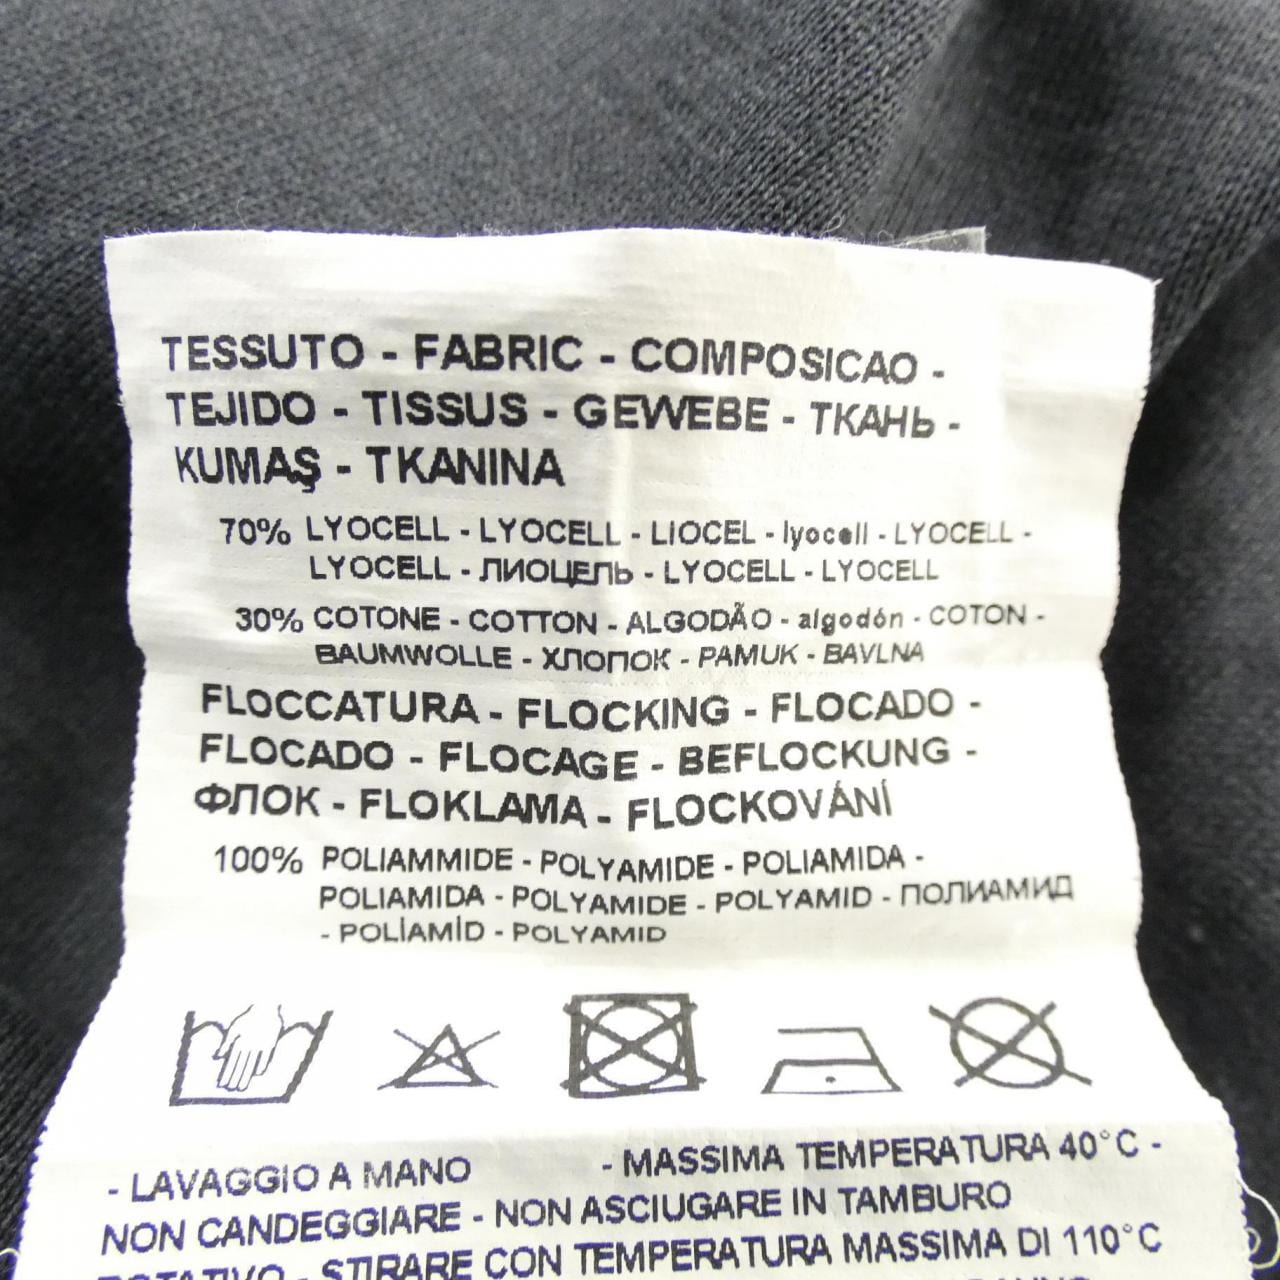 TESSUTO - FABRIC - COMPOSICAO -
TEJIDO - TISSUS - GEWEBE - ТКАНЬ -
KUMAŞ - TKANINA
70% LYOCELL - LYOCELL - LIOCEL - lyocell - LYOCELL -
LYOCELL - ЛИОЦЕЛЬ - LYOCELL - LYOCELL
30% COTONE - COTTON - ALGODÃO - algodón - COTON -
BAUMWOLLE - ХЛОПОК - PAMUK - BAVLNA
FLOCCATURA - FLOCKING - FLOCADO -
FLOCADO - FLOCAGE - BEFLOCKUNG -
ФЛОК - FLOKLAMA - FLOCKOVÁNÍ
100% POLIAMMIDE - POLYAMIDE - POLIAMIDA -
POLIAMIDA - POLYAMIDE - POLYAMID - ПОЛИАМИД
- POLİAMİD - POLYAMID
- LAVAGGIO A MANO - MASSIMA TEMPERATURA 40°C -
NON CANDEGGIARE - NON ASCIUGARE IN TAMBURO
ROTATIVO - STIRARE CON TEMPERATURA MASSIMA DI 110°C